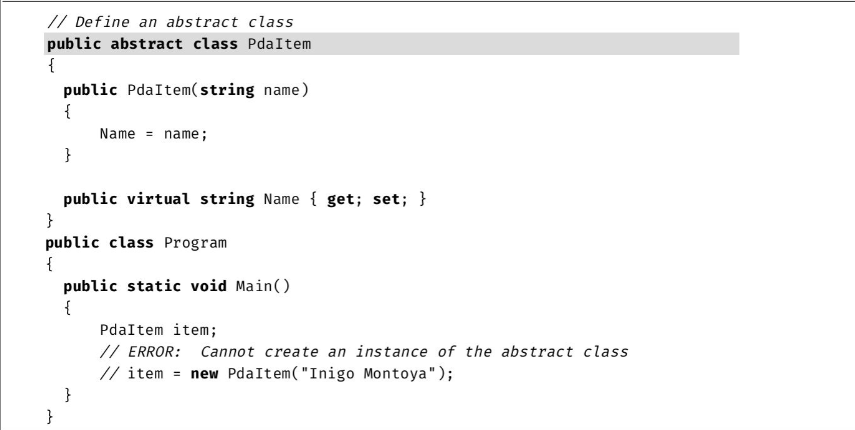 // Define an abstract class
public abstract class PdaItem
{
  public PdaItem(string name)
  {
      Name = name;
  }

  public virtual string Name { get; set; }
}
public class Program
{
  public static void Main()
  {
      PdaItem item;
      // ERROR:  Cannot create an instance of the abstract class
      // item = new PdaItem("Inigo Montoya");
  }
}